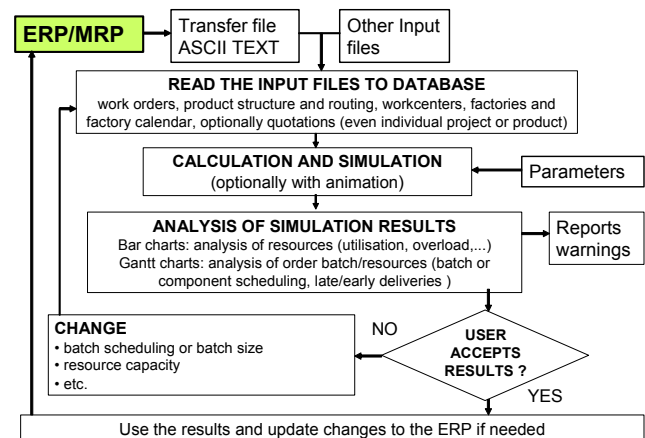 ERP/MRP
Transfer file
ASCII TEXT
Other Input
files
READ THE INPUT FILES TO DATABASE
work orders, product structure and routing, workcenters, factories and
factory calendar, optionally quotations (even individual project or product)
CALCULATION AND SIMULATION
(optionally with animation)
Parameters
ANALYSIS OF SIMULATION RESULTS
Bar charts: analysis of resources (utilisation, overload,...)
Gantt charts: analysis of order batch/resources (batch or
component scheduling, late/early deliveries )
Reports
warnings
CHANGE
• batch scheduling or batch size
• resource capacity
• etc.
NO
USER
ACCEPTS
RESULTS ?
YES
Use the results and update changes to the ERP if needed